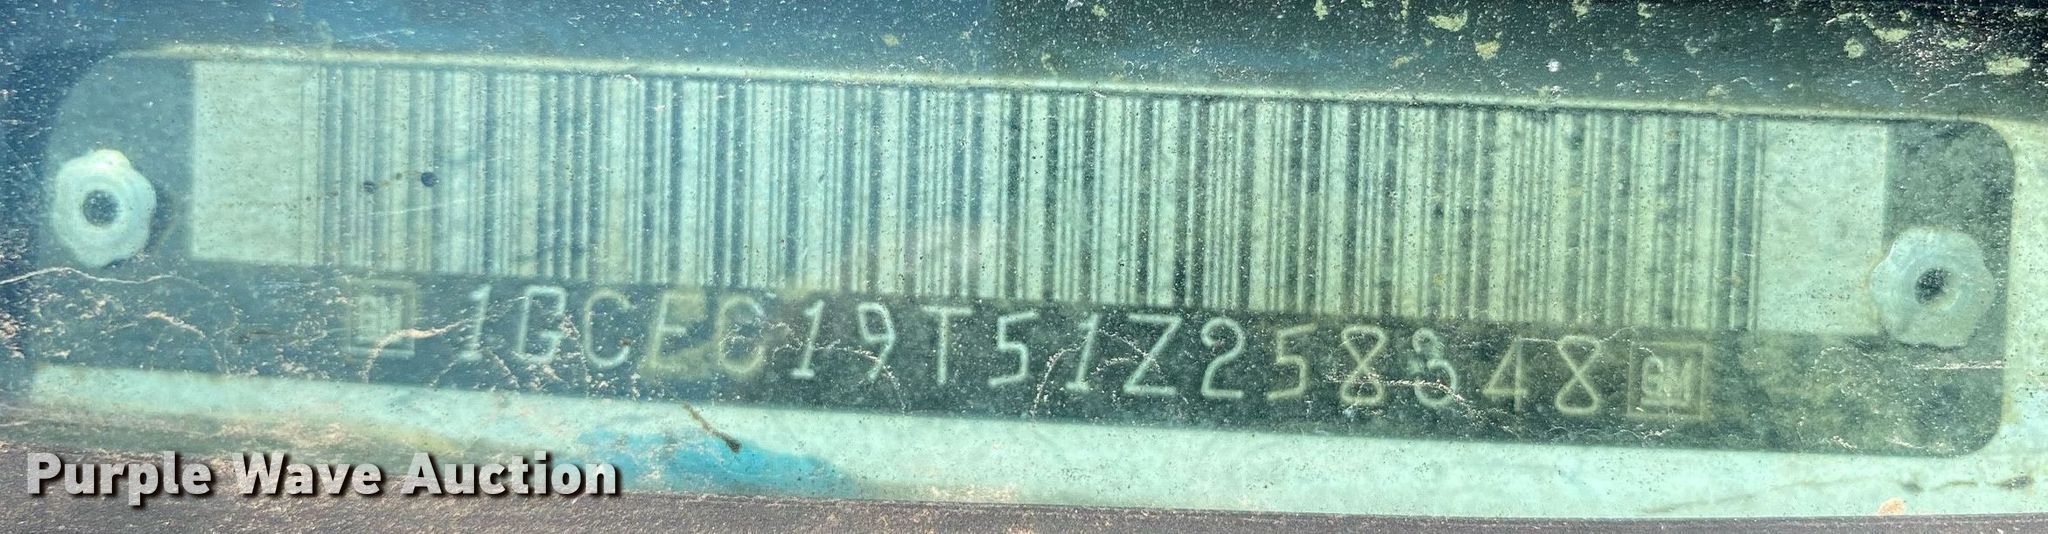 GM 1GCEC19T51Z258348 GM
Purple Wave Auction